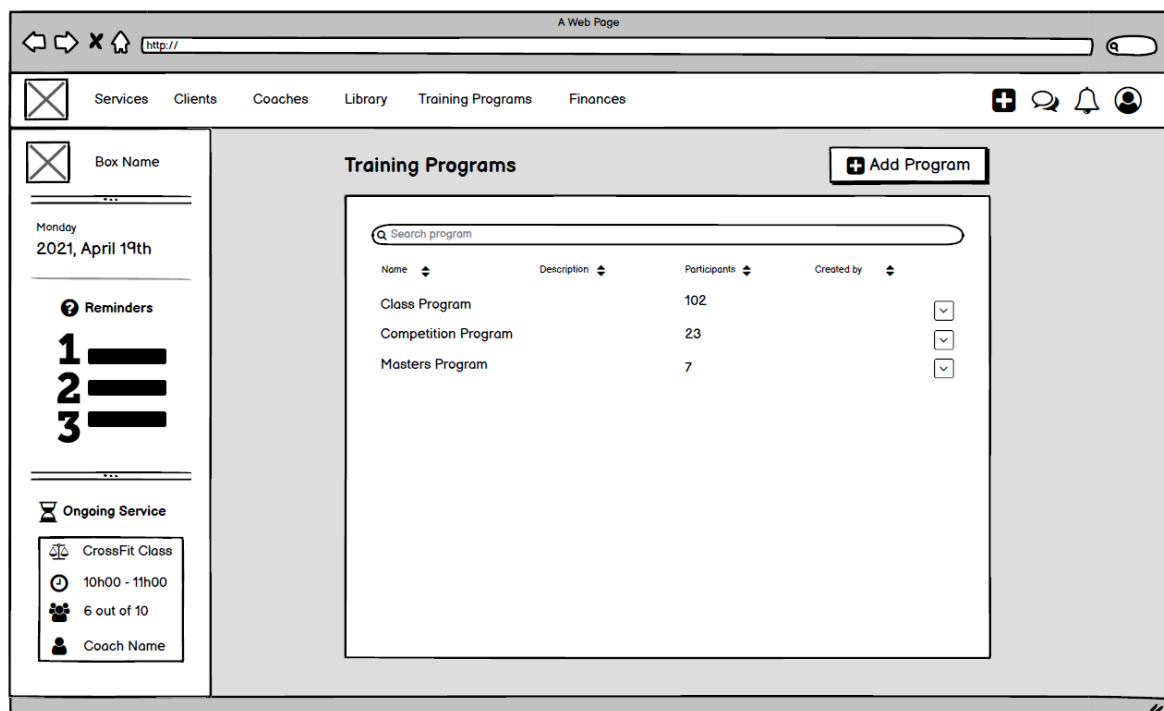 A Web Page
http://
Services Clients Coaches Library Training Programs Finances
Box Name
Monday
2021, April 19th
Reminders
1
2
3
Ongoing Service
CrossFit Class
10h00 - 11h00
6 out of 10
Coach Name
Training Programs
Add Program
Search program
Name Description Participants Created by
Class Program 102
Competition Program 23
Masters Program 7